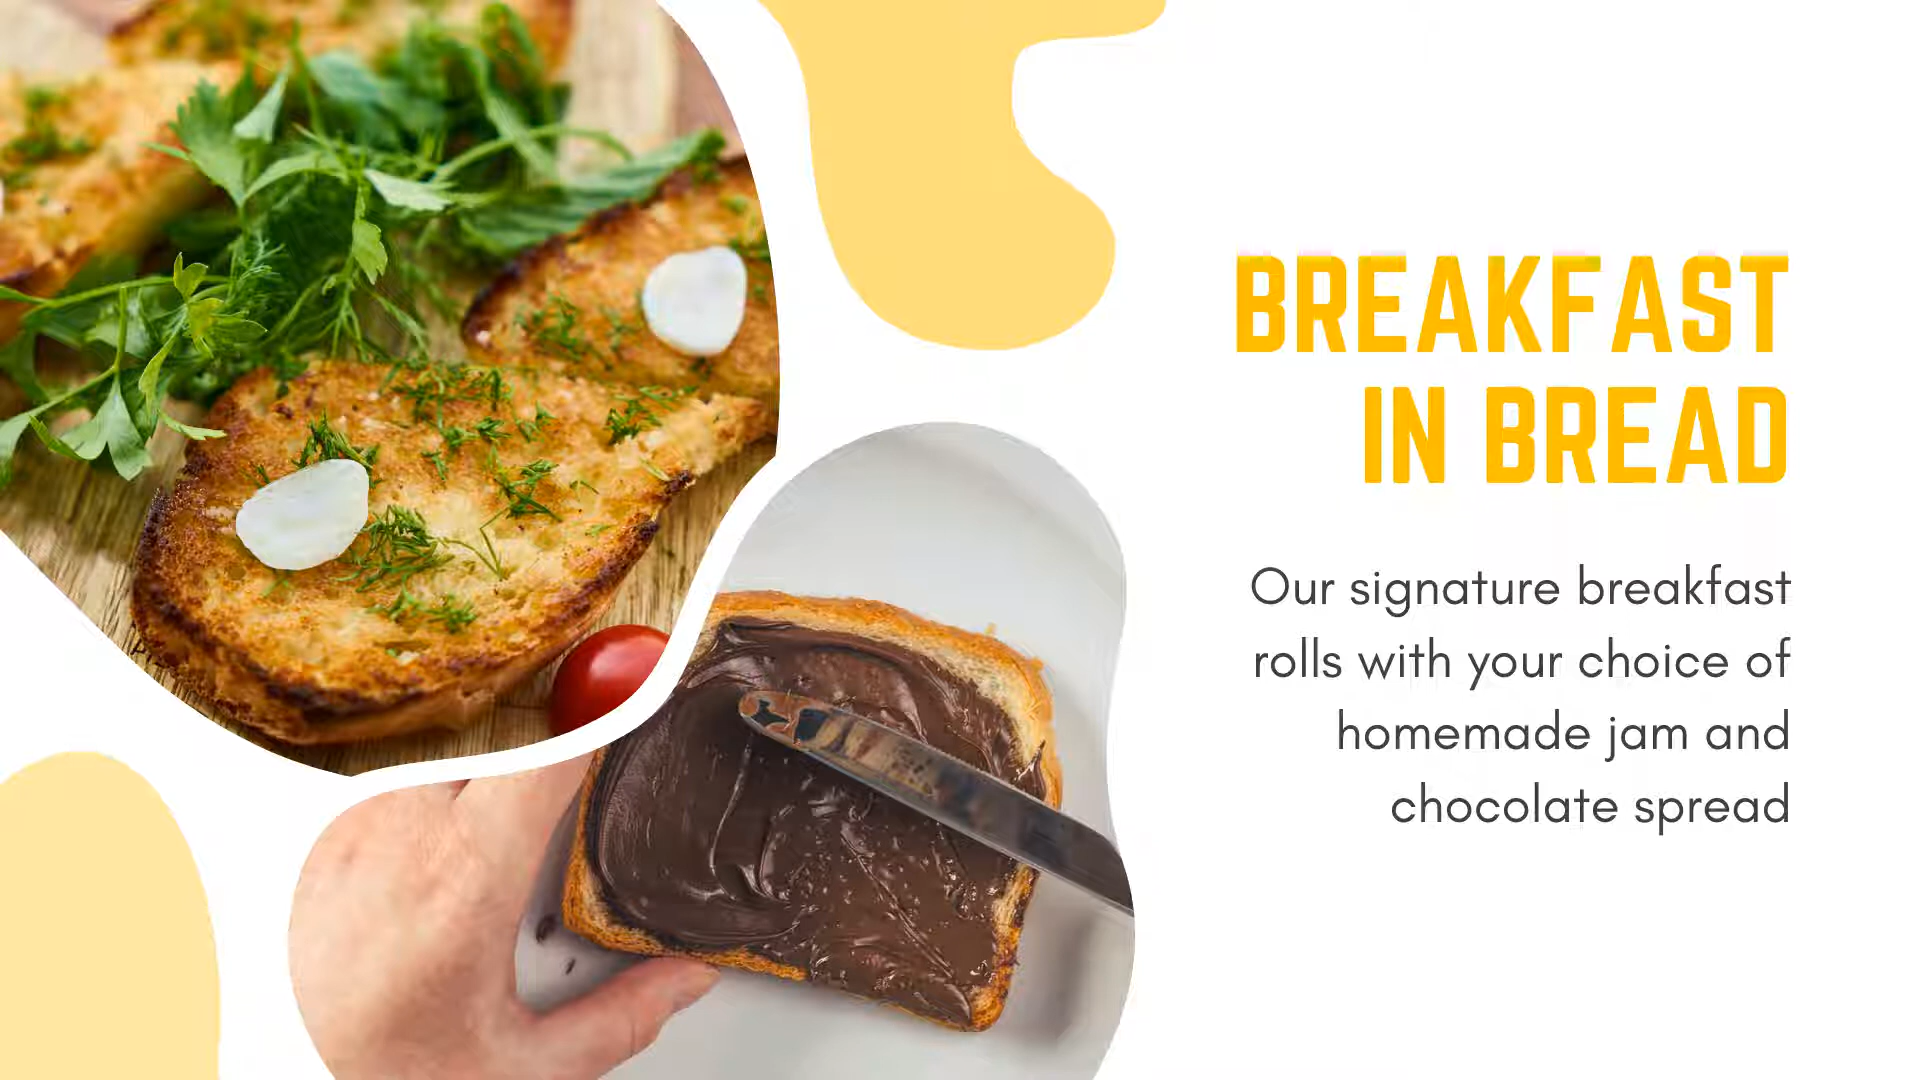 BREAKFAST
IN BREAD
Our signature breakfast
rolls with your choice of
homemade jam and
chocolate spread